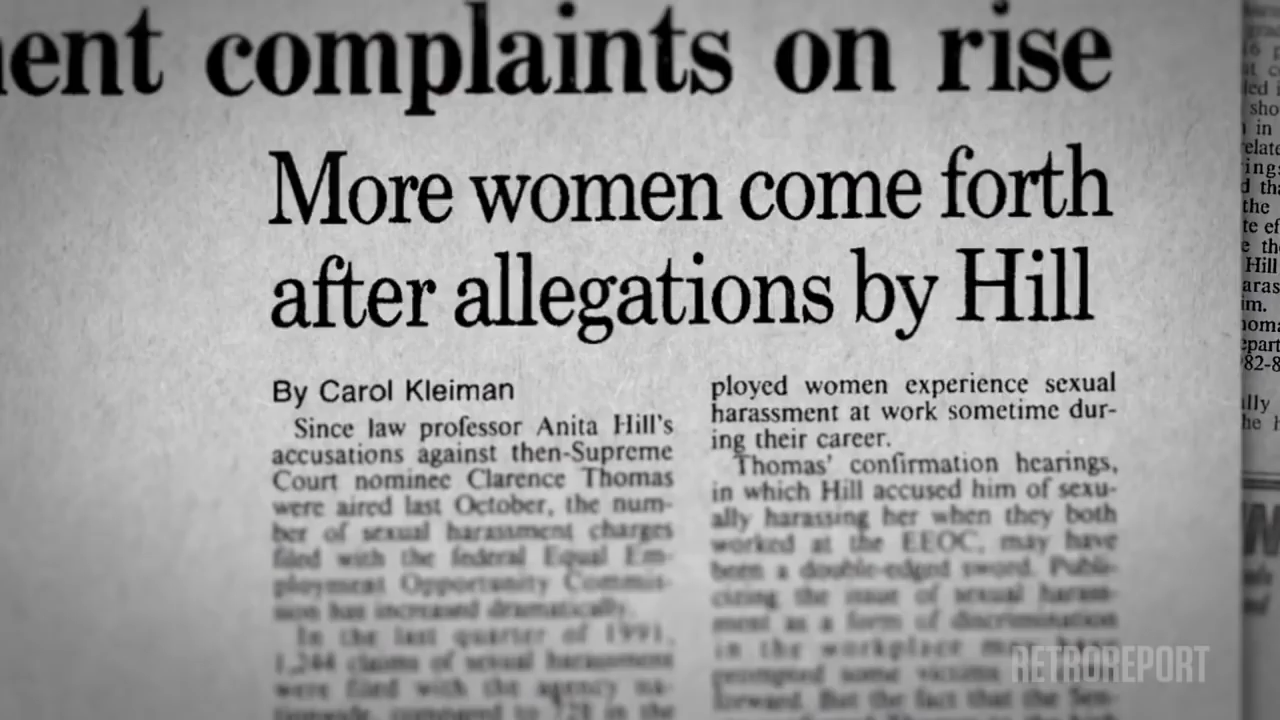 ent complaints on rise
More women come forth
after allegations by Hill
By Carol Kleiman
Since law professor Anita Hill's
accusations against then-Supreme
Court nominee Clarence Thomas
were aired last October, the num-
ber of sexual harassment charges
filed with the federal Equal Em-
ployment Opportunity Commis-
sion has increased dramatically.
In the last quarter of 1991,
1,244 claims of sexual harassment
were filed with the agency na-
tionwide, compared to 728 in the
ployed women experience sexual
harassment at work sometime dur-
ing their career.
Thomas' confirmation hearings,
in which Hill accused him of sexu-
ally harassing her when they both
worked at the EEOC, may have
been a double-edged sword. Publi-
cizing the issue of sexual harass-
ment as a form of discrimination
in the workplace may have
prompted some victims
forward. But the fact that the Sen-
the
Hill
RETROREPORT